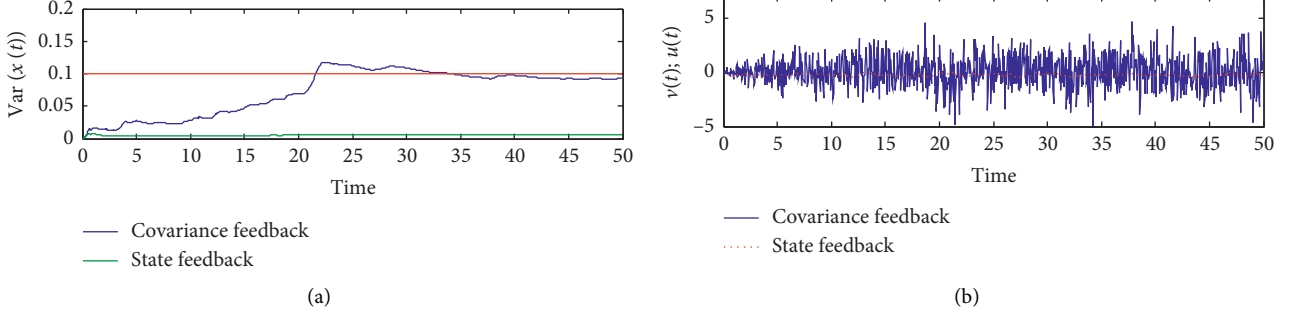 Var (x (t))
0.2
0.15
0.1
0.05
0
0 5 10 15 20 25 30 35 40 45 50
Time
Covariance feedback
State feedback
(a)
v(t); u(t)
5
0
−5
0 5 10 15 20 25 30 35 40 45 50
Time
Covariance feedback
State feedback
(b)